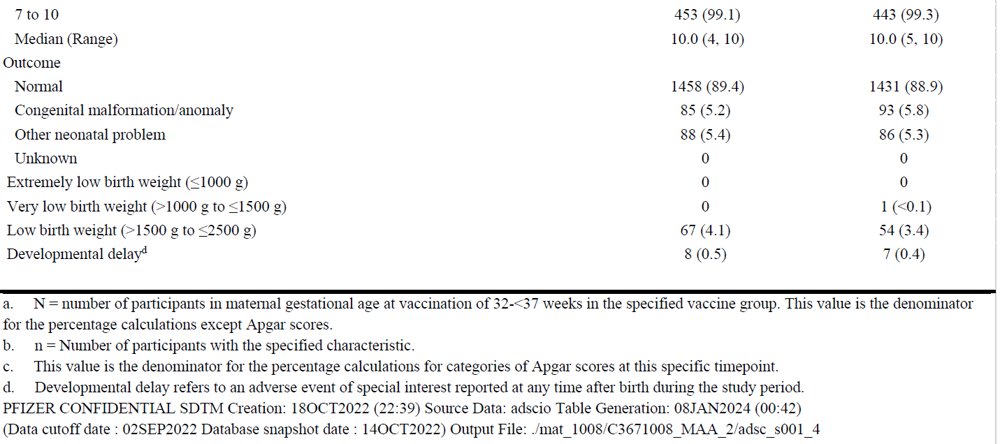 7 to 10 453 (99.1) 443 (99.3)
Median (Range) 10.0 (4, 10) 10.0 (5, 10)
Outcome
Normal 1458 (89.4) 1431 (88.9)
Congenital malformation/anomaly 85 (5.2) 93 (5.8)
Other neonatal problem 88 (5.4) 86 (5.3)
Unknown 0 0
Extremely low birth weight (≤1000 g) 0 0
Very low birth weight (>1000 g to ≤1500 g) 0 1 (<0.1)
Low birth weight (>1500 g to ≤2500 g) 67 (4.1) 54 (3.4)
Developmental delayᵈ 8 (0.5) 7 (0.4)
a. N = number of participants in maternal gestational age at vaccination of 32-<37 weeks in the specified vaccine group. This value is the denominator
for the percentage calculations except Apgar scores.
b. n = Number of participants with the specified characteristic.
c. This value is the denominator for the percentage calculations for categories of Apgar scores at this specific timepoint.
d. Developmental delay refers to an adverse event of special interest reported at any time after birth during the study period.
PFIZER CONFIDENTIAL SDTM Creation: 18OCT2022 (22:39) Source Data: adscio Table Generation: 08JAN2024 (00:42)
(Data cutoff date : 02SEP2022 Database snapshot date : 14OCT2022) Output File: ./mat_1008/C3671008_MAA_2/adsc_s001_4